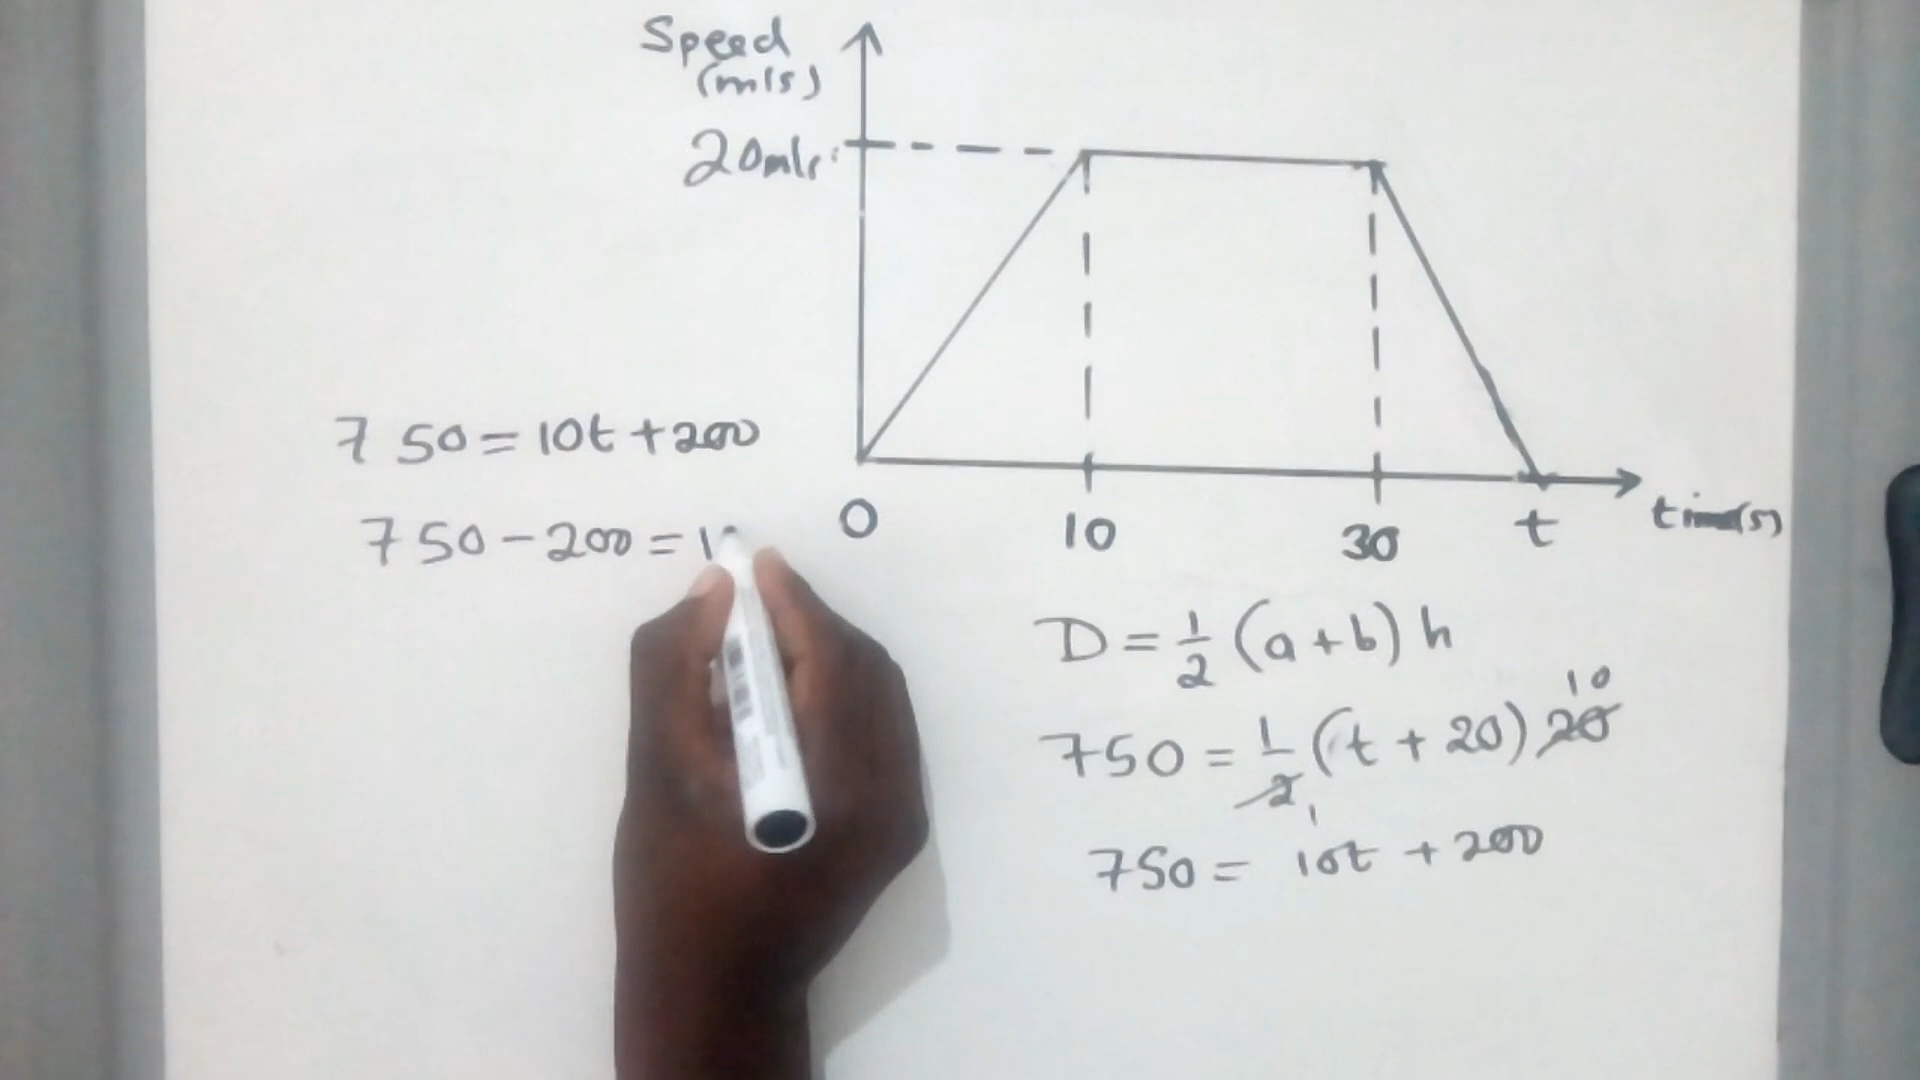 Speed
(m/s)
20m/s
0 10 30 t time(s)
750=10t+200
750-200=1
D=1/2(a+b)h
10
750=1/2(t+20)20
1
750=10t+200